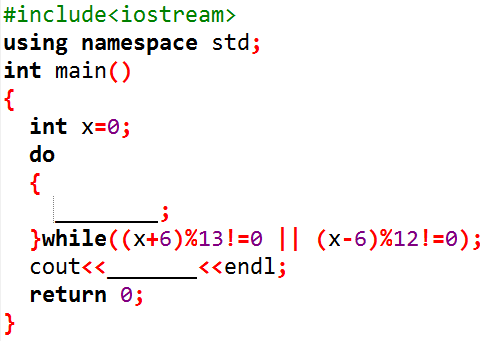 #include<iostream>
using namespace std;
int main()
{
  int x=0;
  do
  {
    ________;
  }while((x+6)%13!=0 || (x-6)%12!=0);
  cout<<_______<<endl;
  return 0;
}